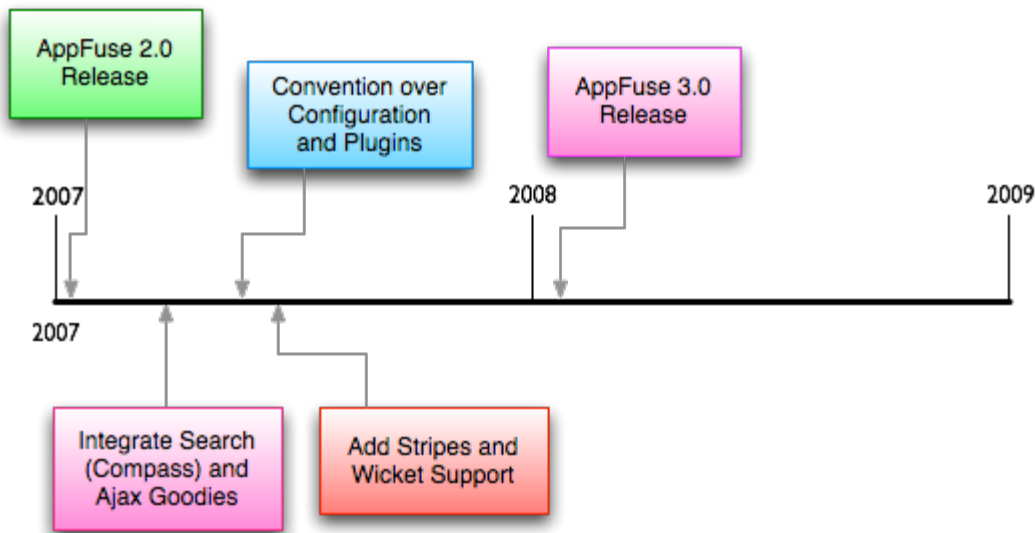 AppFuse 2.0
Release
Convention over
Configuration
and Plugins
AppFuse 3.0
Release
2007
2008
2009
2007
Integrate Search
(Compass) and
Ajax Goodies
Add Stripes and
Wicket Support